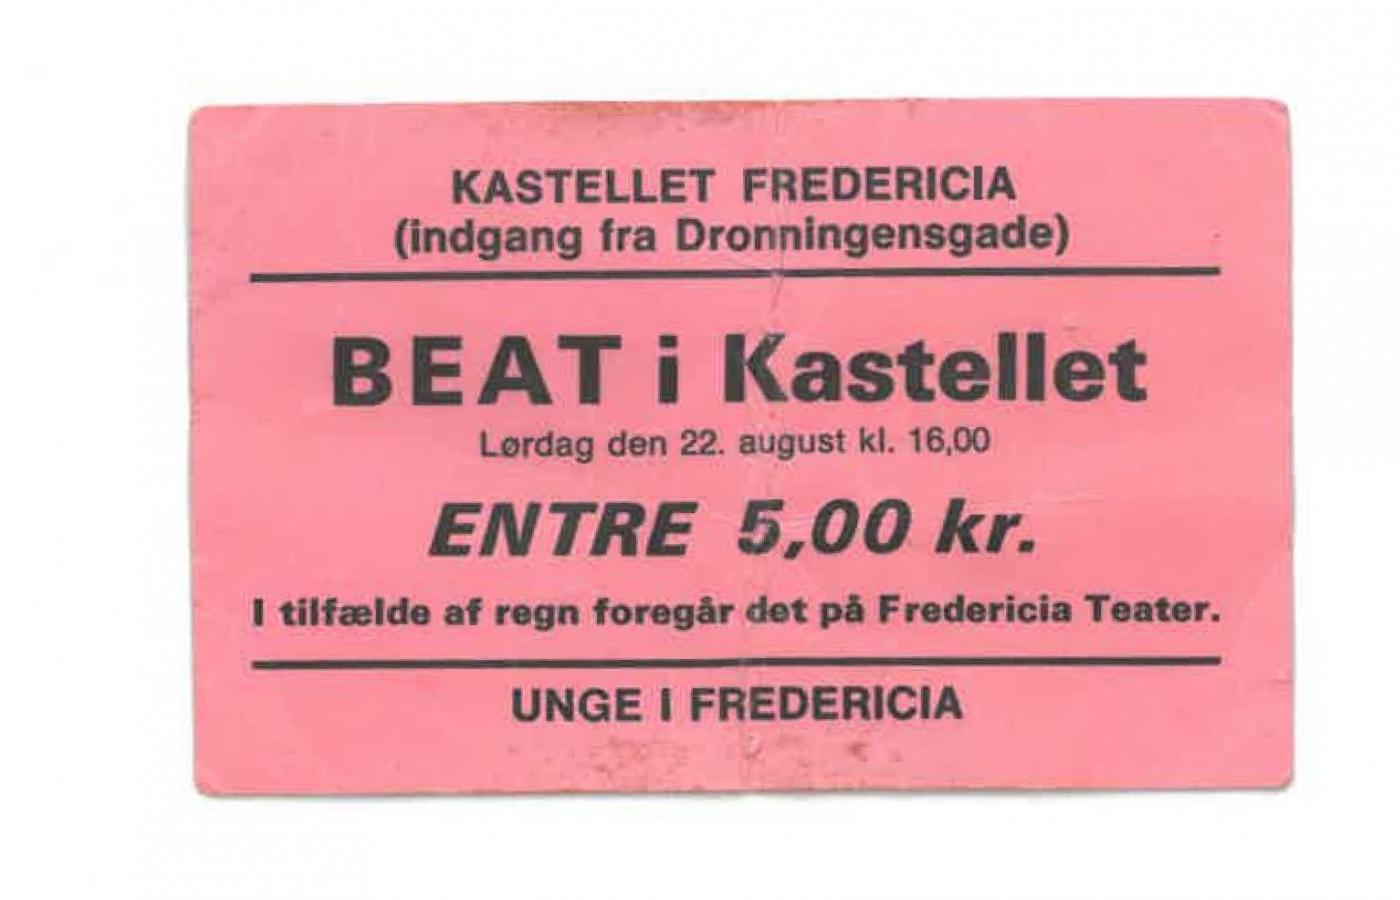 KASTELLET FREDERICIA
(indgang fra Dronningensgade)
BEAT i Kastellet
Lørdag den 22. august kl. 16,00
ENTRE 5,00 kr.
I tilfælde af regn foregår det på Fredericia Teater.
UNGE I FREDERICIA